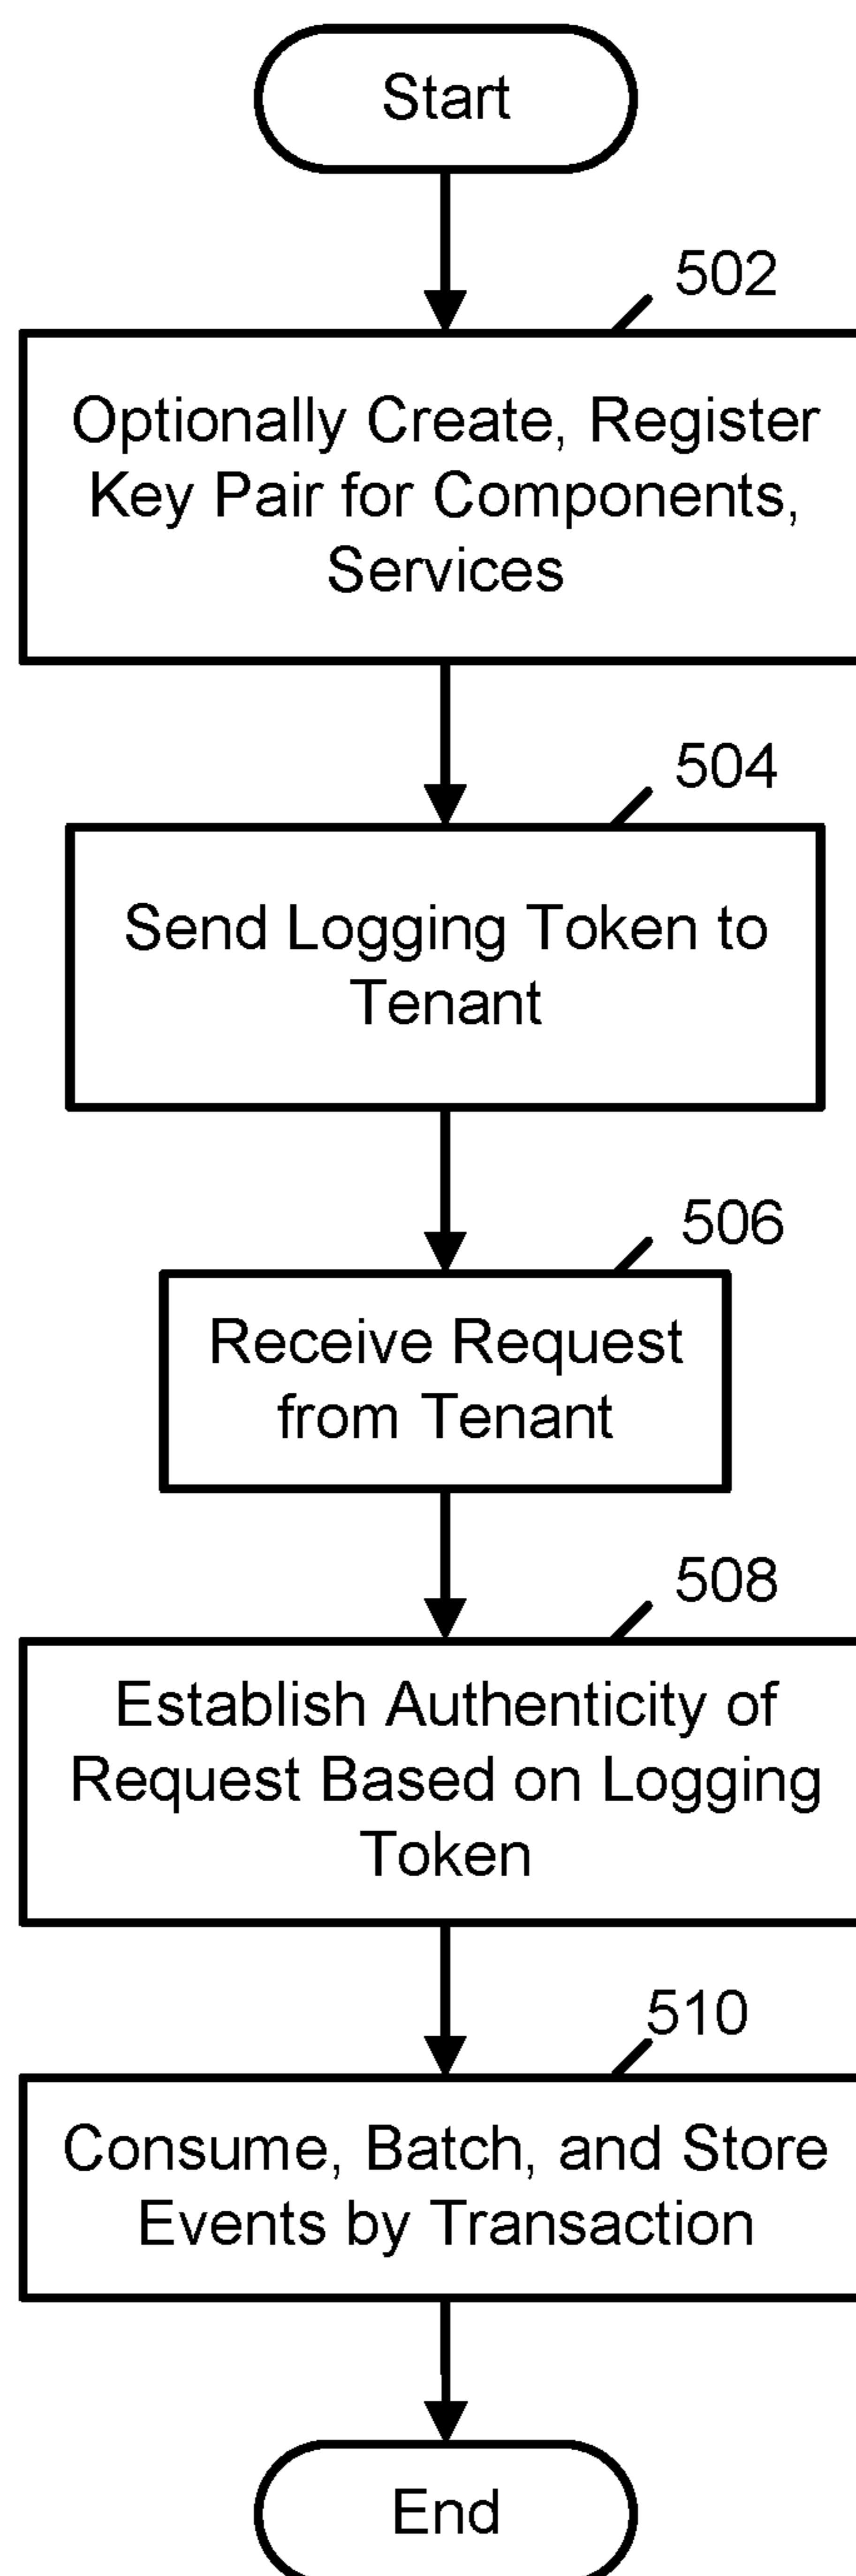 Start
502
Optionally Create, Register
Key Pair for Components,
Services
504
Send Logging Token to
Tenant
506
Receive Request
from Tenant
508
Establish Authenticity of
Request Based on Logging
Token
510
Consume, Batch, and Store
Events by Transaction
End